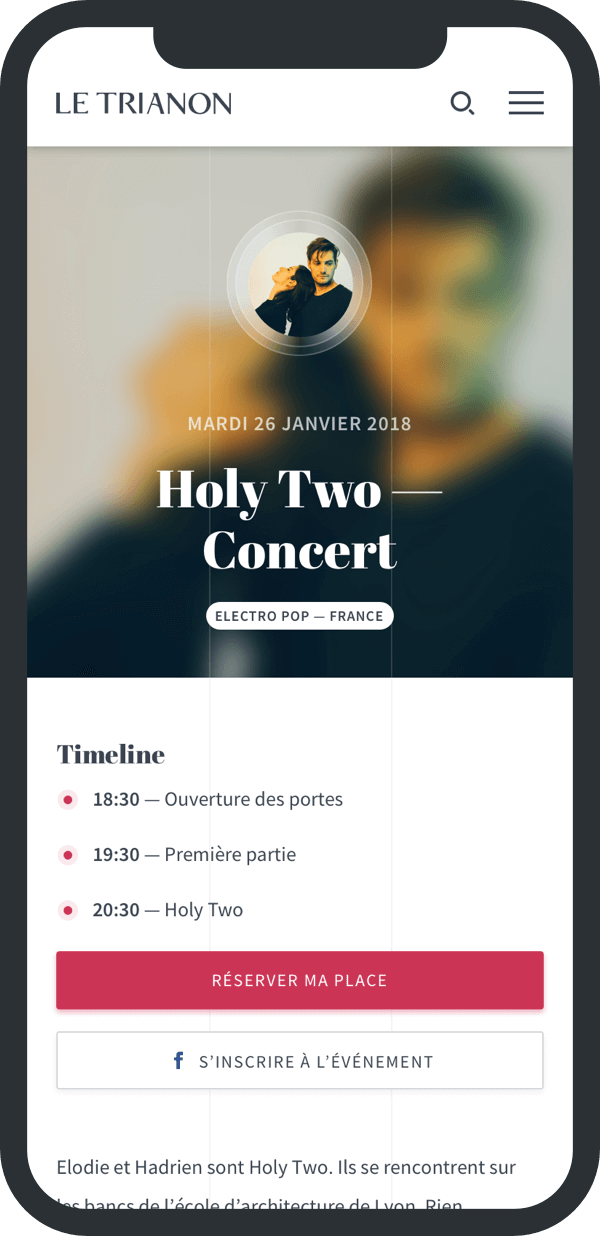 LE TRIANON
MARDI 26 JANVIER 2018
Holy Two —
Concert
ELECTRO POP — FRANCE
Timeline
18:30 — Ouverture des portes
19:30 — Première partie
20:30 — Holy Two
RÉSERVER MA PLACE
f S’INSCRIRE À L’ÉVÉNEMENT
Elodie et Hadrien sont Holy Two. Ils se rencontrent sur
les bancs de l’école d’architecture de Lyon. Rien